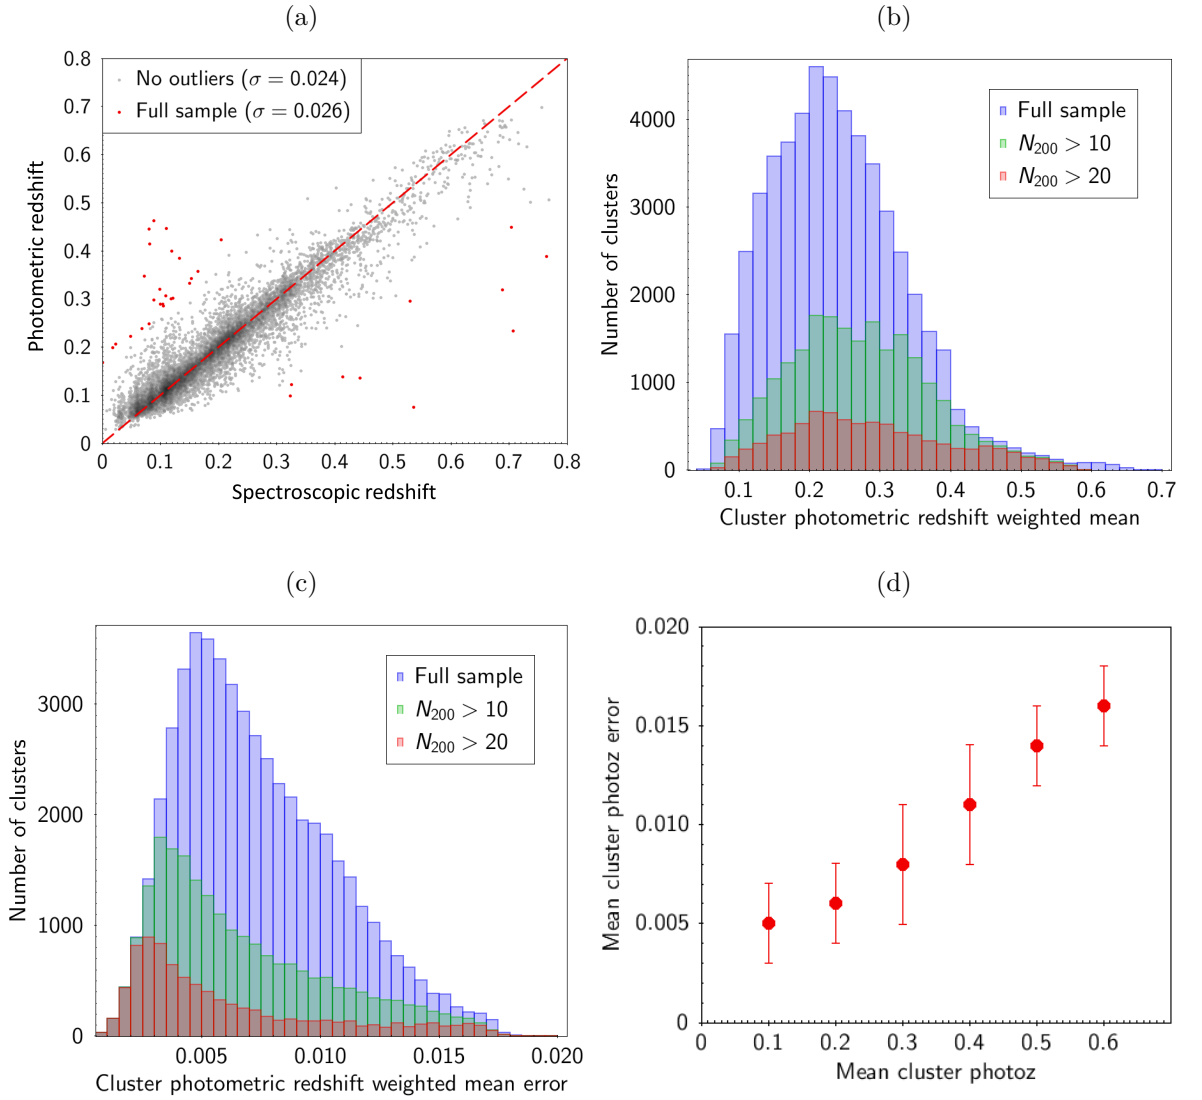 (a)
No outliers (σ = 0.024)
Full sample (σ = 0.026)
0.8
0.7
0.6
0.5
0.4
0.3
0.2
0.1
0
Photometric redshift
0 0.1 0.2 0.3 0.4 0.5 0.6 0.7 0.8
Spectroscopic redshift
(b)
Full sample
N200 > 10
N200 > 20
4000
3000
2000
1000
0
Number of clusters
0.1 0.2 0.3 0.4 0.5 0.6 0.7
Cluster photometric redshift weighted mean
(c)
Full sample
N200 > 10
N200 > 20
3000
2000
1000
0
Number of clusters
0.005 0.010 0.015 0.020
Cluster photometric redshift weighted mean error
(d)
0.020
0.015
0.010
0.005
0
Mean cluster photoz error
0 0.1 0.2 0.3 0.4 0.5 0.6
Mean cluster photoz